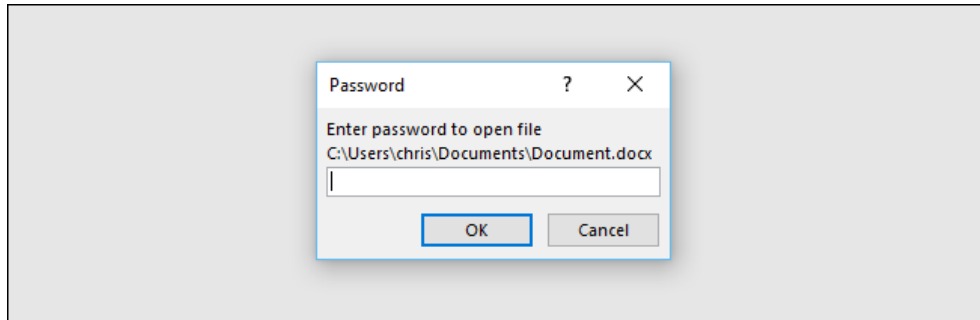 Password ?
Enter password to open file
C:\Users\chris\Documents\Document.docx
OK Cancel